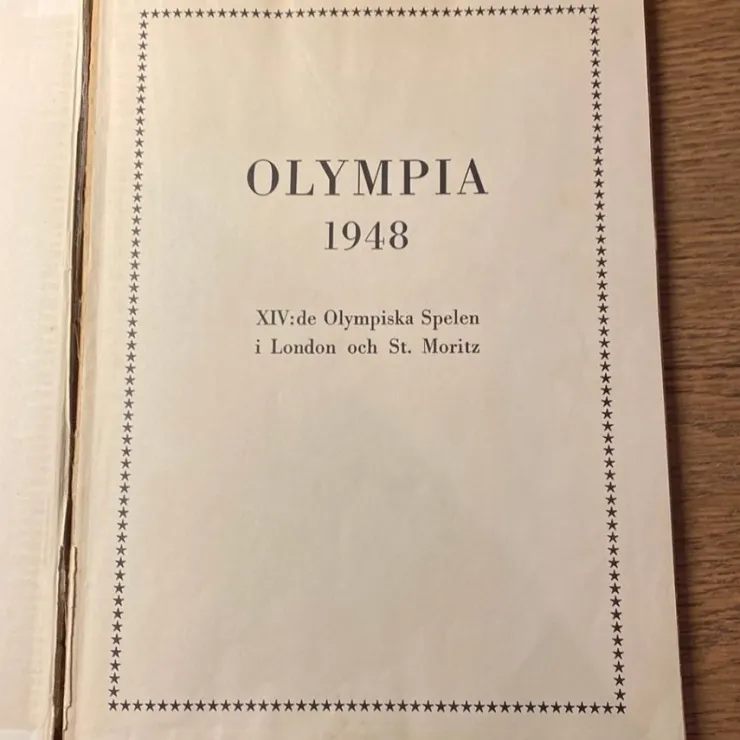 OLYMPIA
1948
XIV:de Olympiska Spelen
i London och St. Moritz